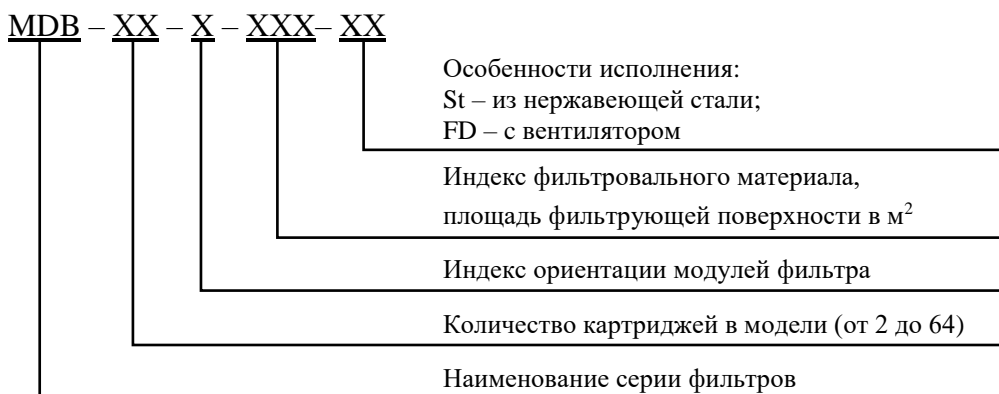 MDB – XX – X – XXX– XX
Особенности исполнения:
St – из нержавеющей стали;
FD – с вентилятором
Индекс фильтровального материала,
площадь фильтрующей поверхности в м²
Индекс ориентации модулей фильтра
Количество картриджей в модели (от 2 до 64)
Наименование серии фильтров